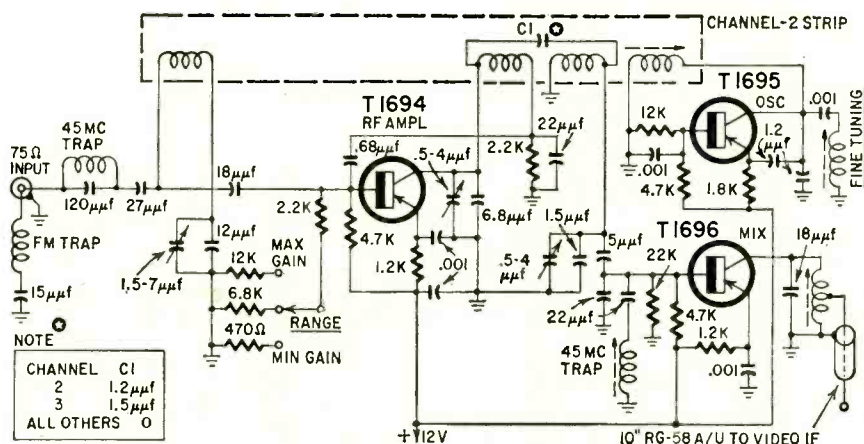 CHANNEL-2 STRIP
C1✪
T1694
RF AMPL
T1695
OSC
.001
1.2
μμf
FINE TUNING
12K
.001
4.7K
1.8K
45MC
TRAP
75Ω
INPUT
120μμf
27μμf
18μμf
.68μμf
.5-4μμf
22μμf
2.2K
FM TRAP
15μμf
1.5-7μμf
12μμf
2.2K
4.7K
1.2K
.001
6.8μμf
1.5μμf
.5-4
μμf
MAX
GAIN
12K
6.8K
RANGE
470Ω
MIN GAIN
T1696
MIX
5μμf
22K
22μμf
4.7K
1.2K
.001
18μμf
45MC
TRAP
NOTE ✪
CHANNEL C1
2 1.2μμf
3 1.5μμf
ALL OTHERS 0
+12V
10" RG-58 A/U TO VIDEO IF